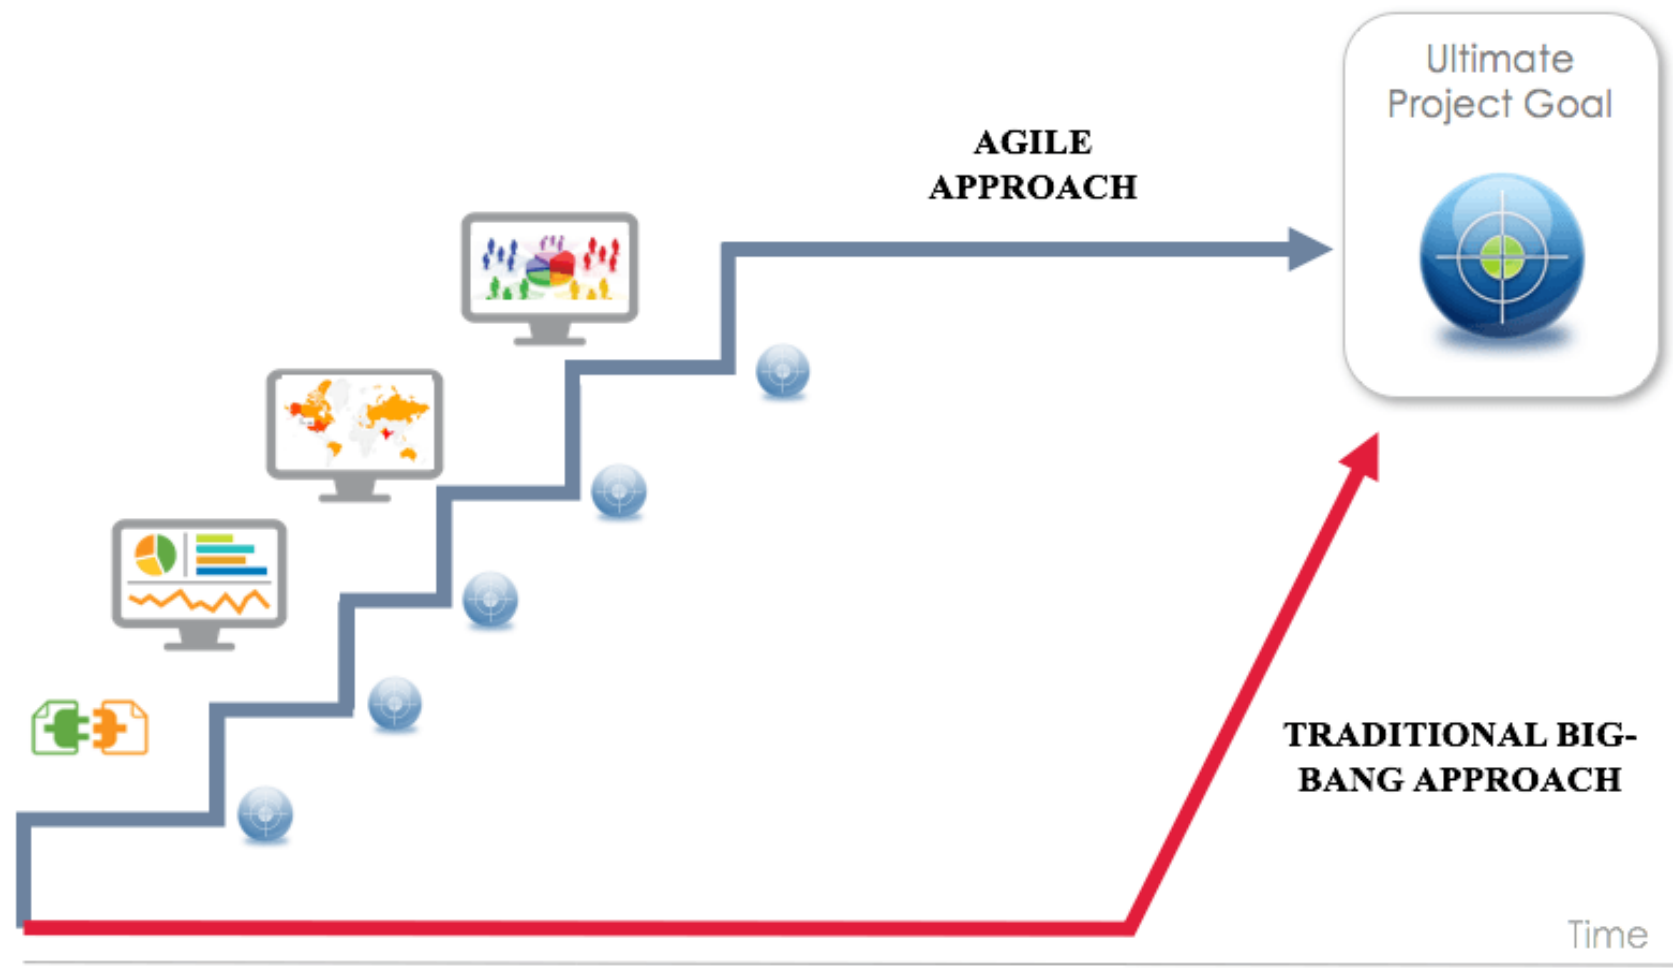 Ultimate
Project Goal
AGILE
APPROACH
TRADITIONAL BIG-
BANG APPROACH
Time